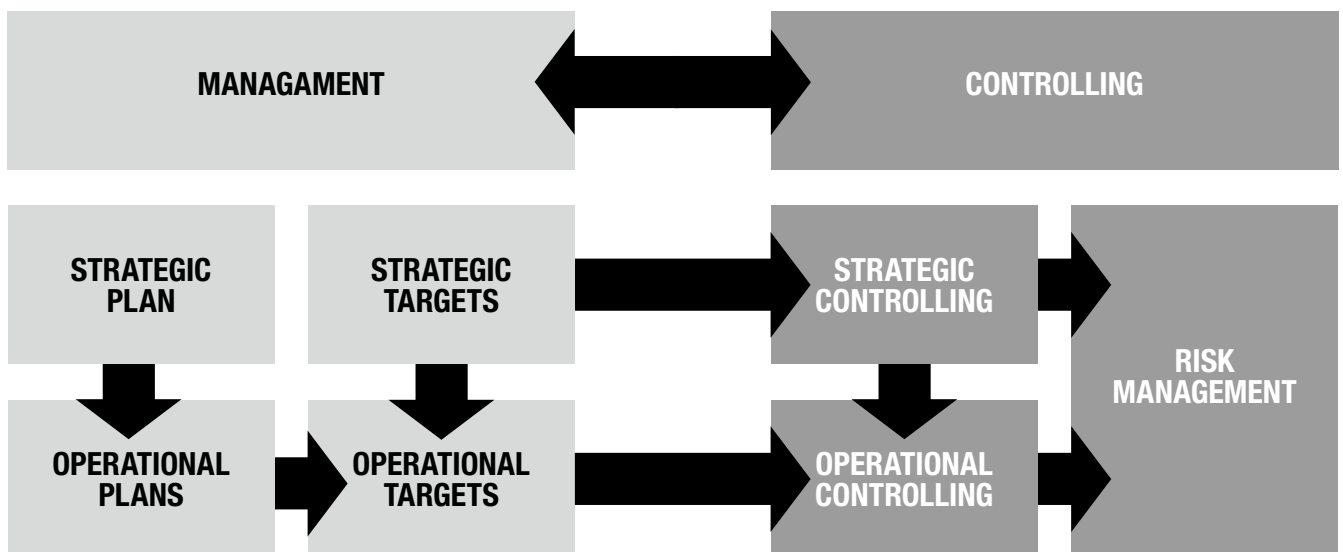 MANAGAMENT
CONTROLLING
STRATEGIC
PLAN
STRATEGIC
TARGETS
STRATEGIC
CONTROLLING
RISK
MANAGEMENT
OPERATIONAL
PLANS
OPERATIONAL
TARGETS
OPERATIONAL
CONTROLLING